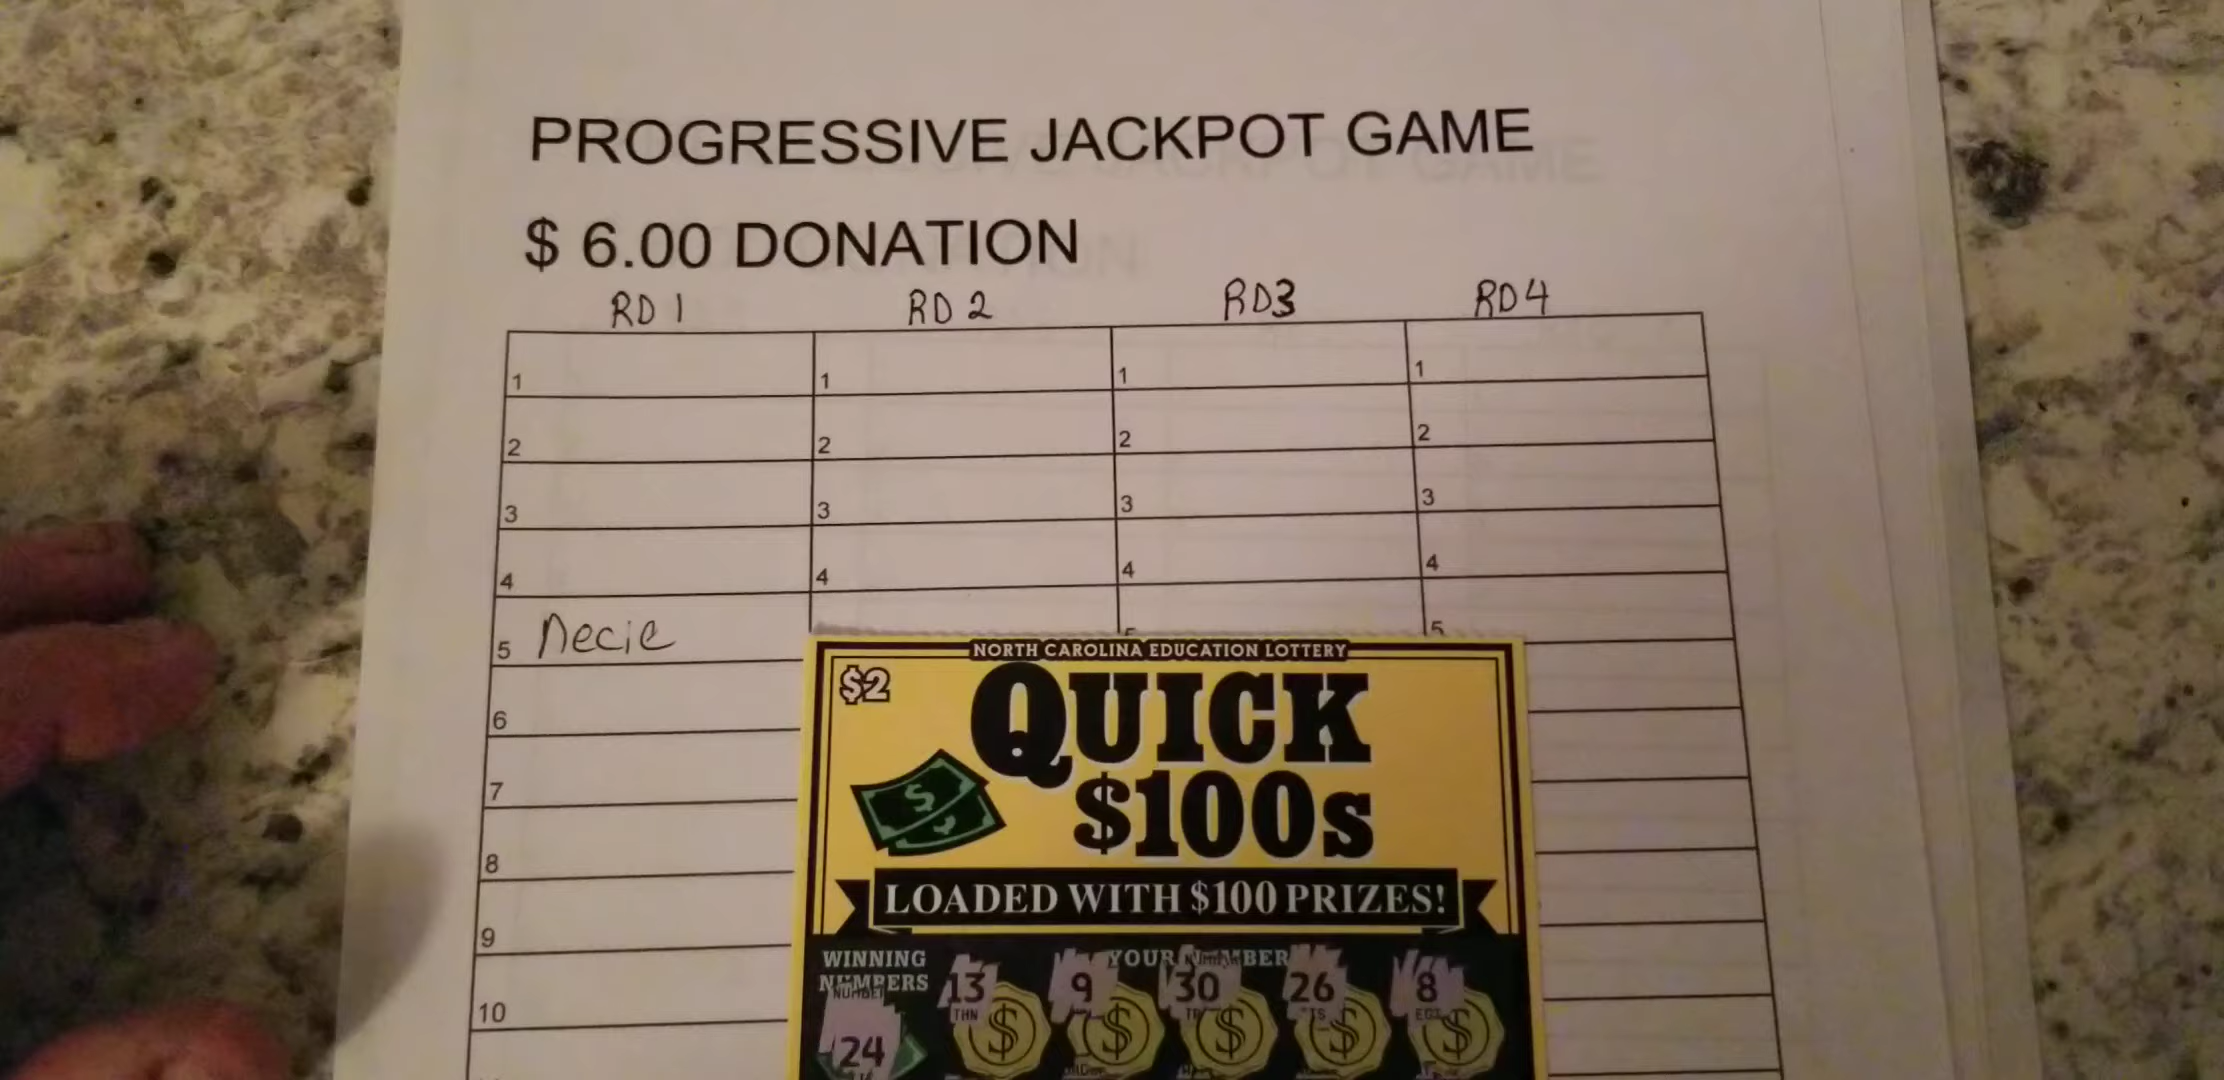 PROGRESSIVE JACKPOT GAME
$ 6.00 DONATION
RD 1 RD 2 RD3 RD4
1 1 1 1
2 2 2 2
3 3 3 3
4 4 4 4
5 Necie 5
6
7
8
9
10
NORTH CAROLINA EDUCATION LOTTERY
$2
QUICK
$100s
LOADED WITH $100 PRIZES!
WINNING NUMBERS
YOUR
13 9 30 26 8
THN
24